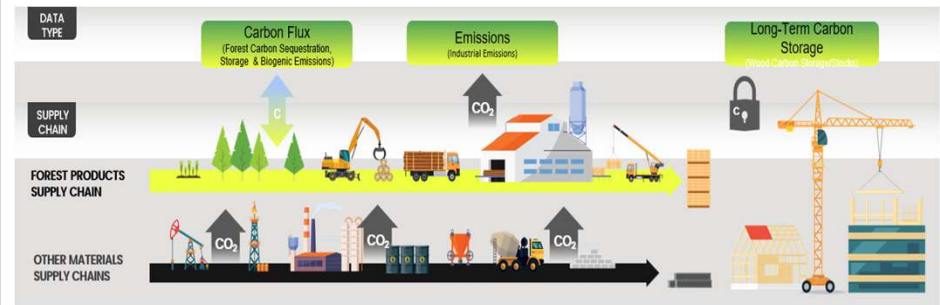 DATA
TYPE
Carbon Flux
(Forest Carbon Sequestration,
Storage & Biogenic Emissions)
Emissions
(Industrial Emissions)
Long-Term Carbon
Storage
(Wood Carbon Storage/Stocks)
SUPPLY
CHAIN
C
CO2
C
FOREST PRODUCTS
SUPPLY CHAIN
CO2
CO2
CO2
OTHER MATERIALS
SUPPLY CHAINS